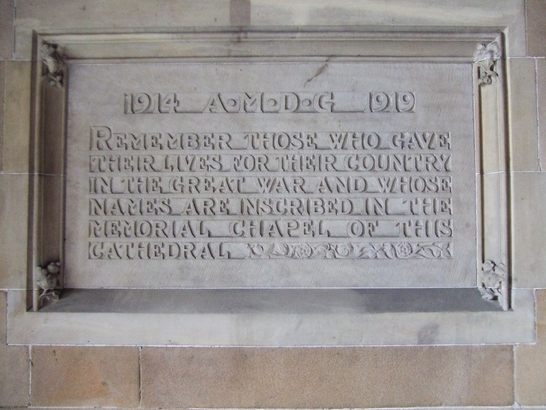 1914 A·M·D·G 1919
REMEMBER THOSE WHO GAVE
THEIR LIVES FOR THEIR COUNTRY
IN THE GREAT WAR AND WHOSE
NAMES ARE INSCRIBED IN THE
MEMORIAL CHAPEL OF THIS
CATHEDRAL